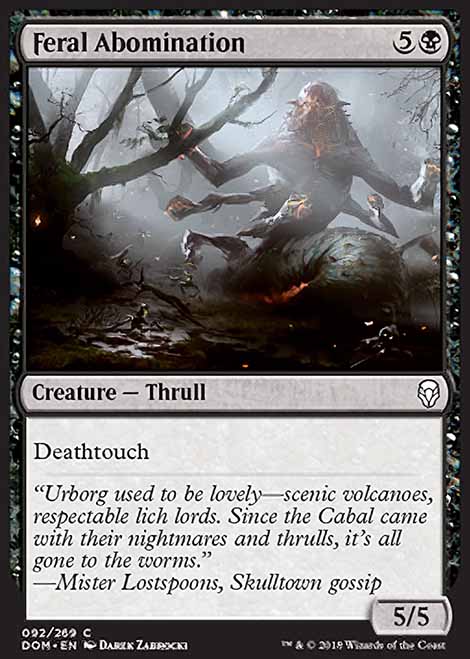 Feral Abomination 5
Creature — Thrull
Deathtouch
“Urborg used to be lovely—scenic volcanoes,
respectable lich lords. Since the Cabal came
with their nightmares and thrulls, it’s all
gone to the worms.”
—Mister Lostspoons, Skulltown gossip
5/5
092/269 C
DOM • EN DAREK ZABROCKI ™ & © 2018 Wizards of the Coast